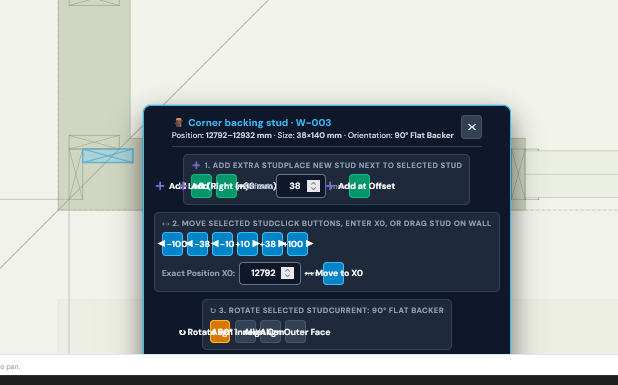 Corner backing stud · W-003
Position: 12792–12932 mm · Size: 38×140 mm · Orientation: 90° Flat Backer
1. ADD EXTRA STUDPLACE NEW STUD NEXT TO SELECTED STUD
38
Add at Offset
2. MOVE SELECTED STUDCLICK BUTTONS, ENTER X0, OR DRAG STUD ON WALL
◀ -100 ◀ -38 ◀ -10 +10 ▶ +38 ▶ +100 ▶
Exact Position X0: 12792 Move to X0
3. ROTATE SELECTED STUDCURRENT: 90° FLAT BACKER
Rotate Outer Face
o pan.